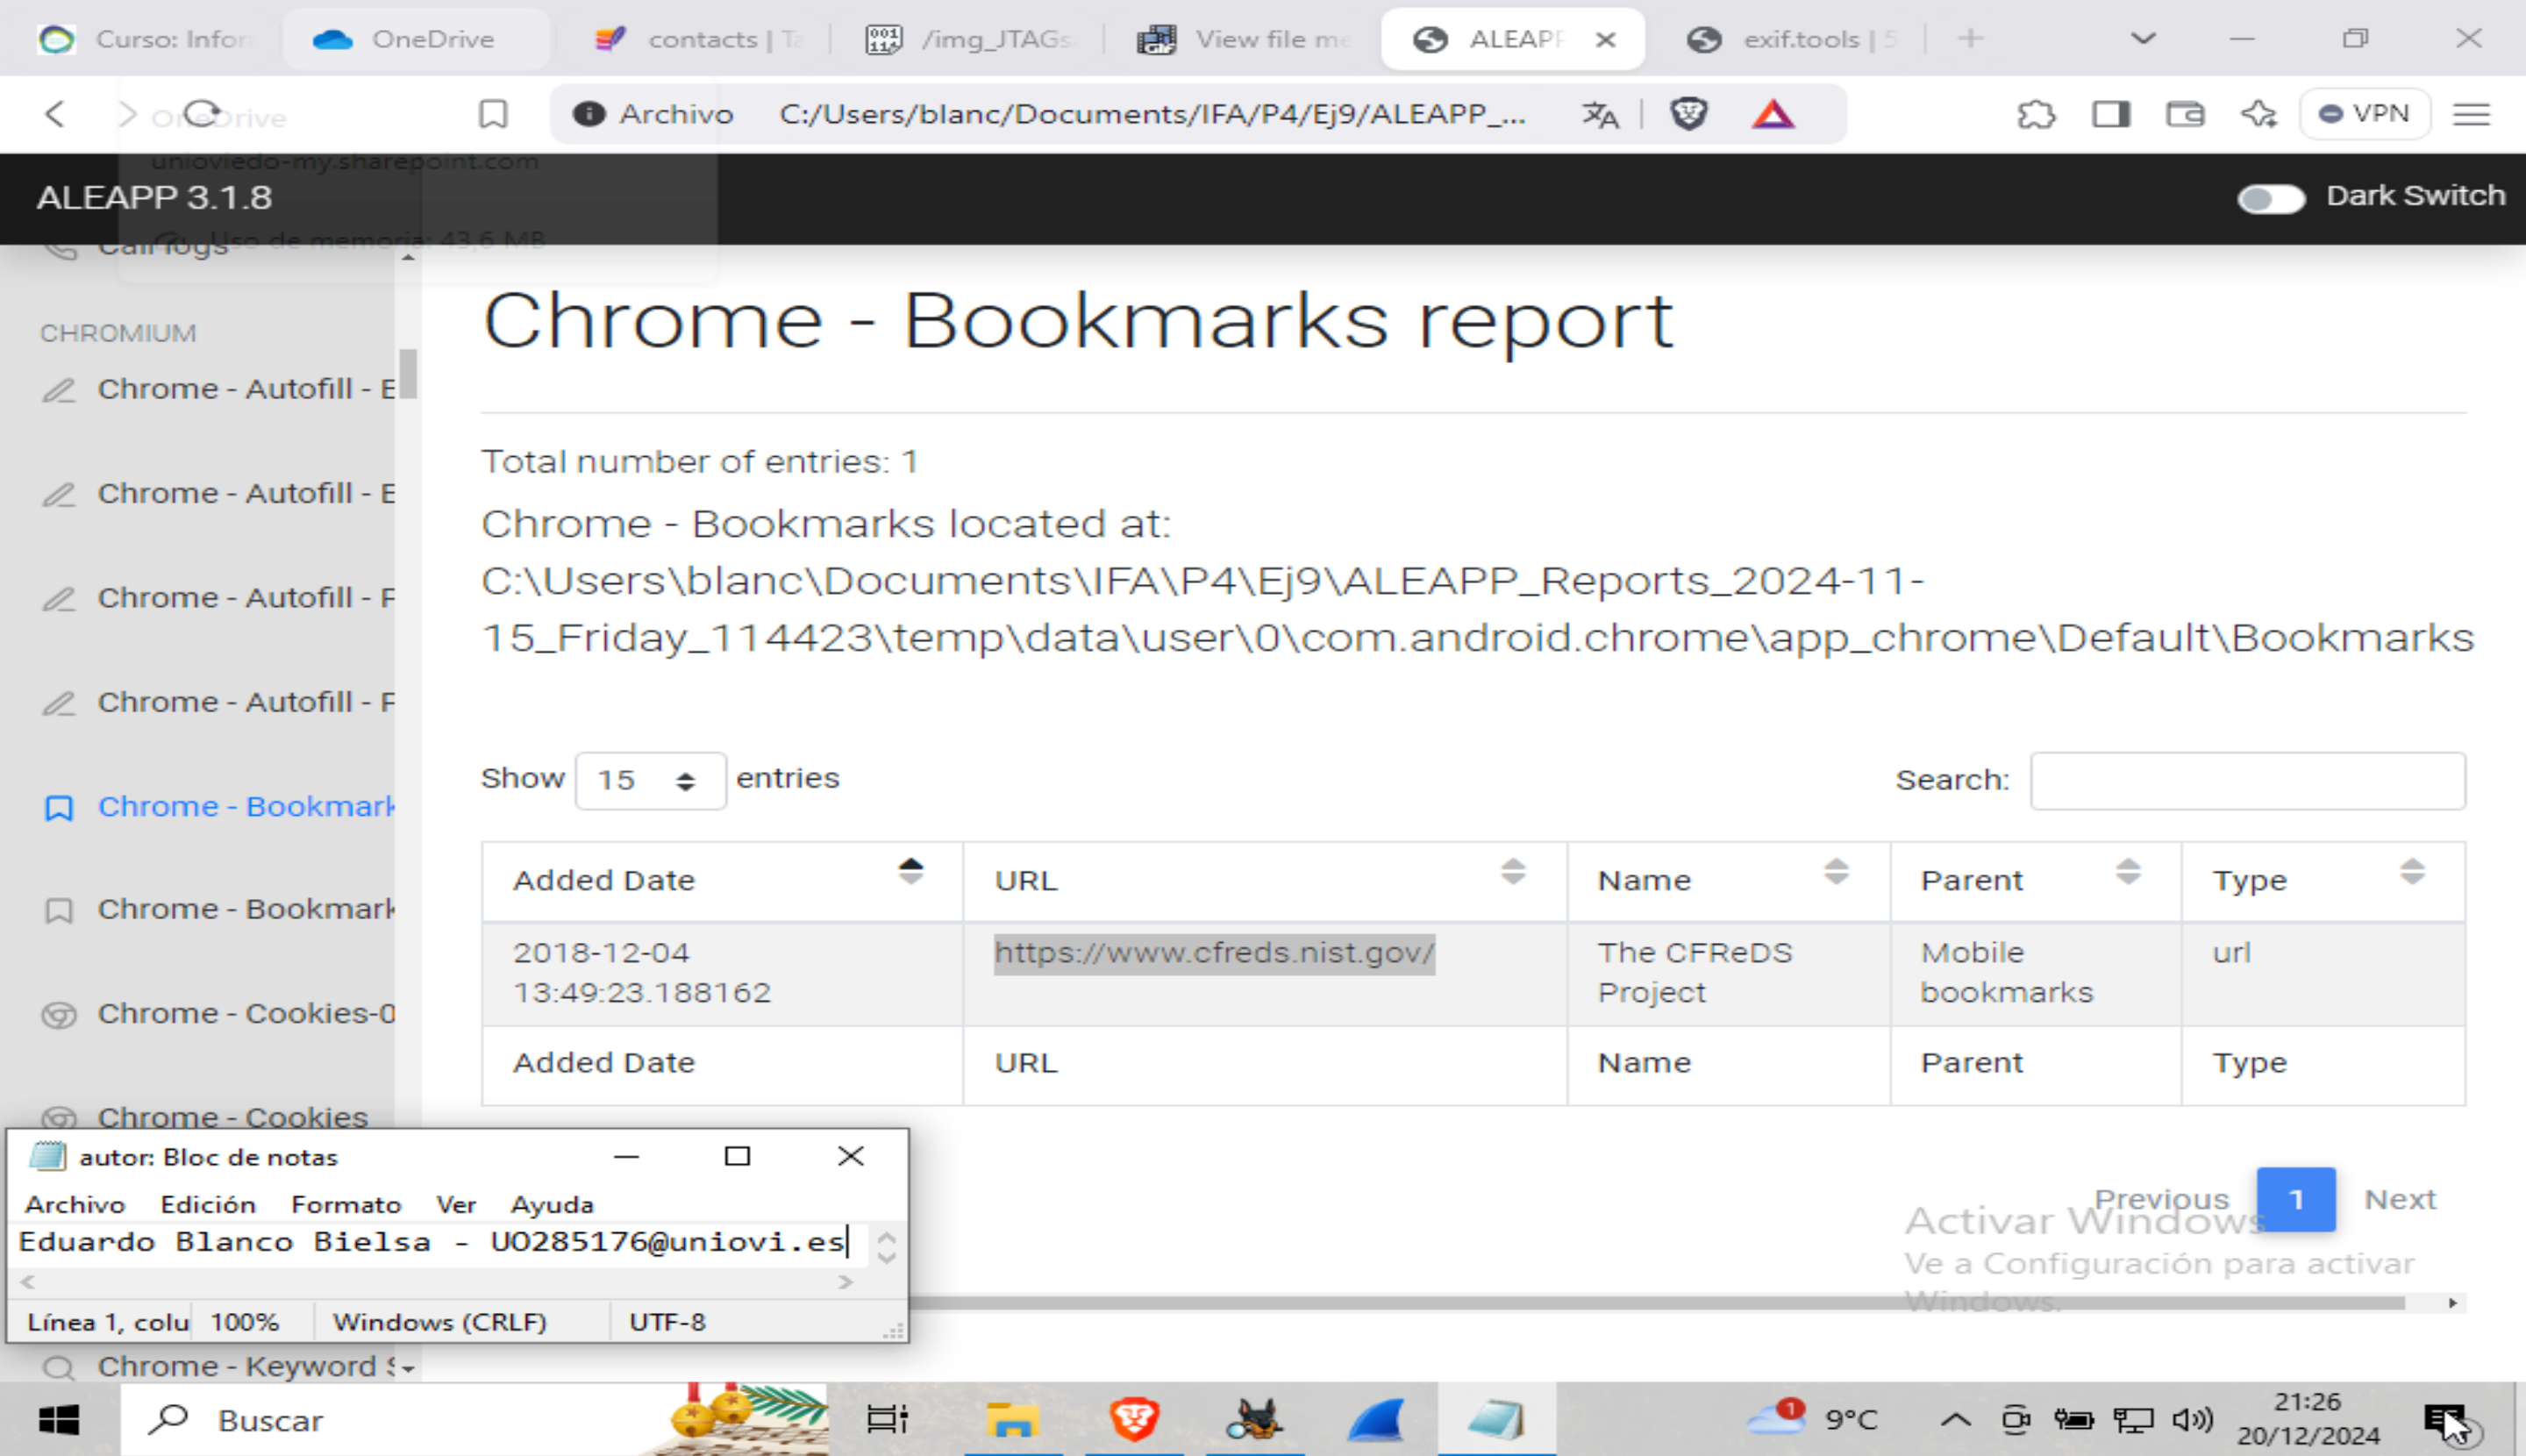 Curso: Infor
OneDrive
contacts | Ta
/img_JTAGs
View file me
ALEAPP
exif.tools | 5
OneDrive
Archivo C:/Users/blanc/Documents/IFA/P4/Ej9/ALEAPP_...
VPN
unioviedo-my.sharepoint.com
ALEAPP 3.1.8
Dark Switch
Uso de memoria: 43,6 MB
Call logs
CHROMIUM
Chrome - Autofill - E
Chrome - Autofill - E
Chrome - Autofill - F
Chrome - Autofill - F
Chrome - Bookmark
Chrome - Bookmark
Chrome - Cookies-0
Chrome - Cookies
Chrome - Keyword S
Chrome - Bookmarks report
Total number of entries: 1
Chrome - Bookmarks located at:
C:\Users\blanc\Documents\IFA\P4\Ej9\ALEAPP_Reports_2024-11-
15_Friday_114423\temp\data\user\0\com.android.chrome\app_chrome\Default\Bookmarks
Show 15 entries
Search:
Added Date URL Name Parent Type
2018-12-04 https://www.cfreds.nist.gov/ The CFReDS Mobile url
13:49:23.188162 Project bookmarks
Added Date URL Name Parent Type
Previous 1 Next
Activar Windows
Ve a Configuración para activar
Windows.
autor: Bloc de notas
Archivo Edición Formato Ver Ayuda
Eduardo Blanco Bielsa - UO285176@uniovi.es
Línea 1, colu 100% Windows (CRLF) UTF-8
Buscar
1
9°C
21:26
20/12/2024